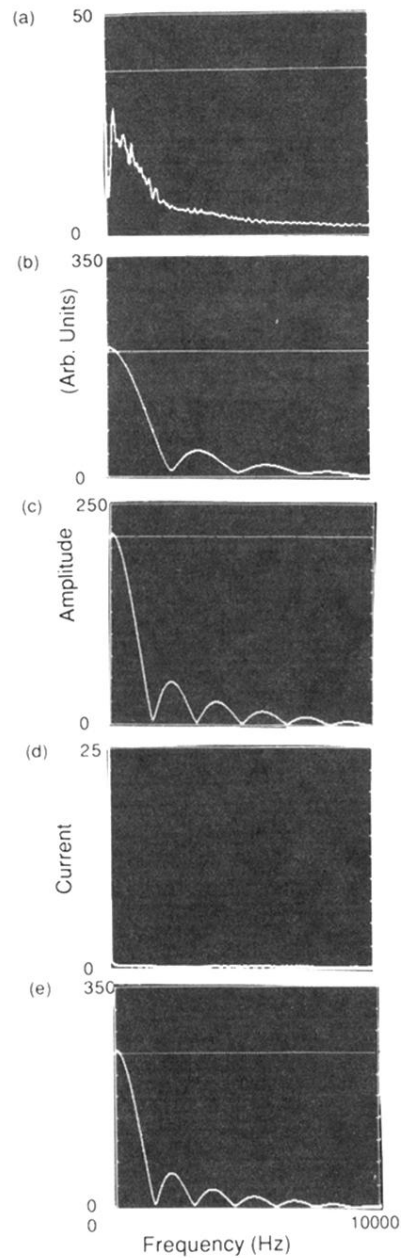 (a)
50
0
(b)
350
(Arb. Units)
0
(c)
250
Amplitude
0
(d)
25
Current
0
(e)
350
0
0
10000
Frequency (Hz)